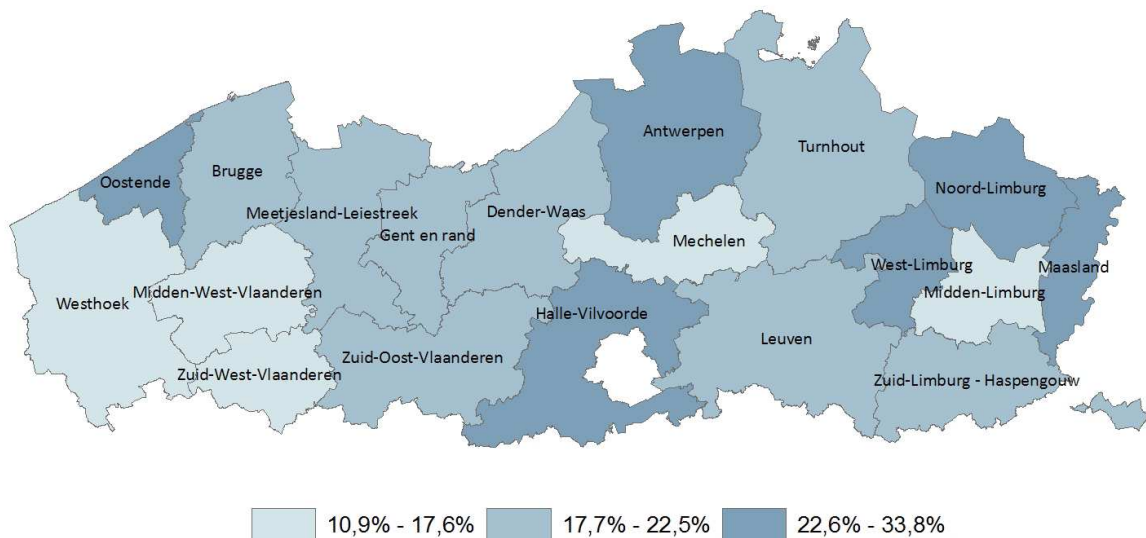 Antwerpen
Turnhout
Brugge
Oostende
Noord-Limburg
Meetjesland-Leiestreek
Dender-Waas
Gent en rand
Mechelen
West-Limburg
Maasland
Westhoek
Midden-West-Vlaanderen
Midden-Limburg
Halle-Vilvoorde
Leuven
Zuid-Oost-Vlaanderen
Zuid-West-Vlaanderen
Zuid-Limburg - Haspengouw
10,9% - 17,6%
17,7% - 22,5%
22,6% - 33,8%